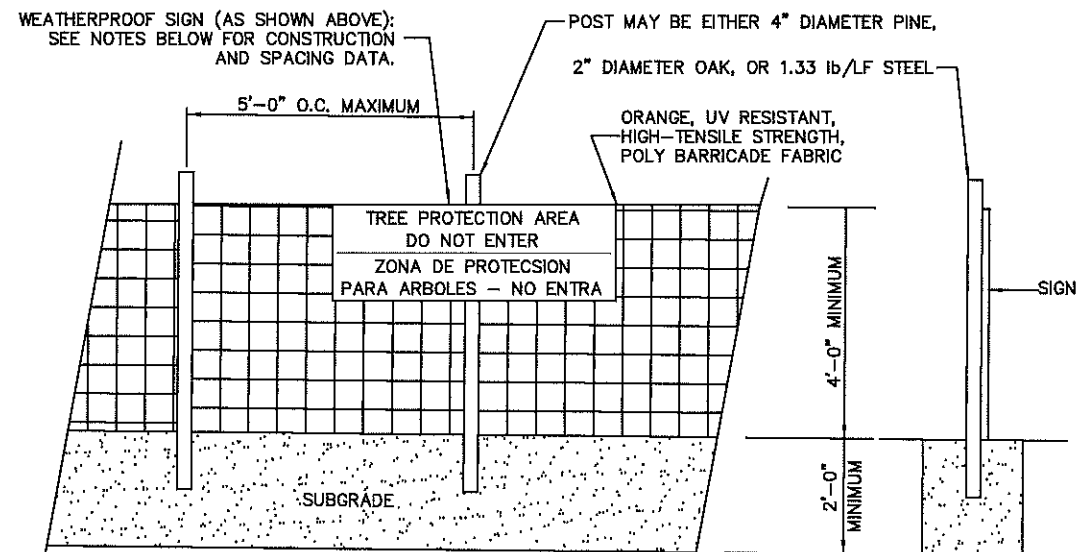 WEATHERPROOF SIGN (AS SHOWN ABOVE):
SEE NOTES BELOW FOR CONSTRUCTION
AND SPACING DATA.
POST MAY BE EITHER 4" DIAMETER PINE,
2" DIAMETER OAK, OR 1.33 lb/LF STEEL
5'-0" O.C. MAXIMUM
ORANGE, UV RESISTANT,
HIGH-TENSILE STRENGTH,
POLY BARRICADE FABRIC
TREE PROTECTION AREA
DO NOT ENTER
ZONA DE PROTECSION
PARA ARBOLES - NO ENTRA
4'-0" MINIMUM
SIGN
SUBGRADE
2'-0"
MINIMUM